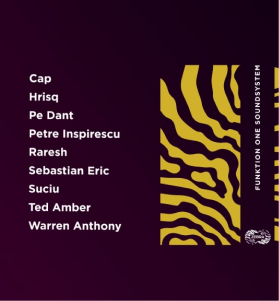 Cap
Hrisq
Pe Dant
Petre Inspirescu
Raresh
Sebastian Eric
Suciu
Ted Amber
Warren Anthony
FUNKTION ONE SOUNDSYSTEM